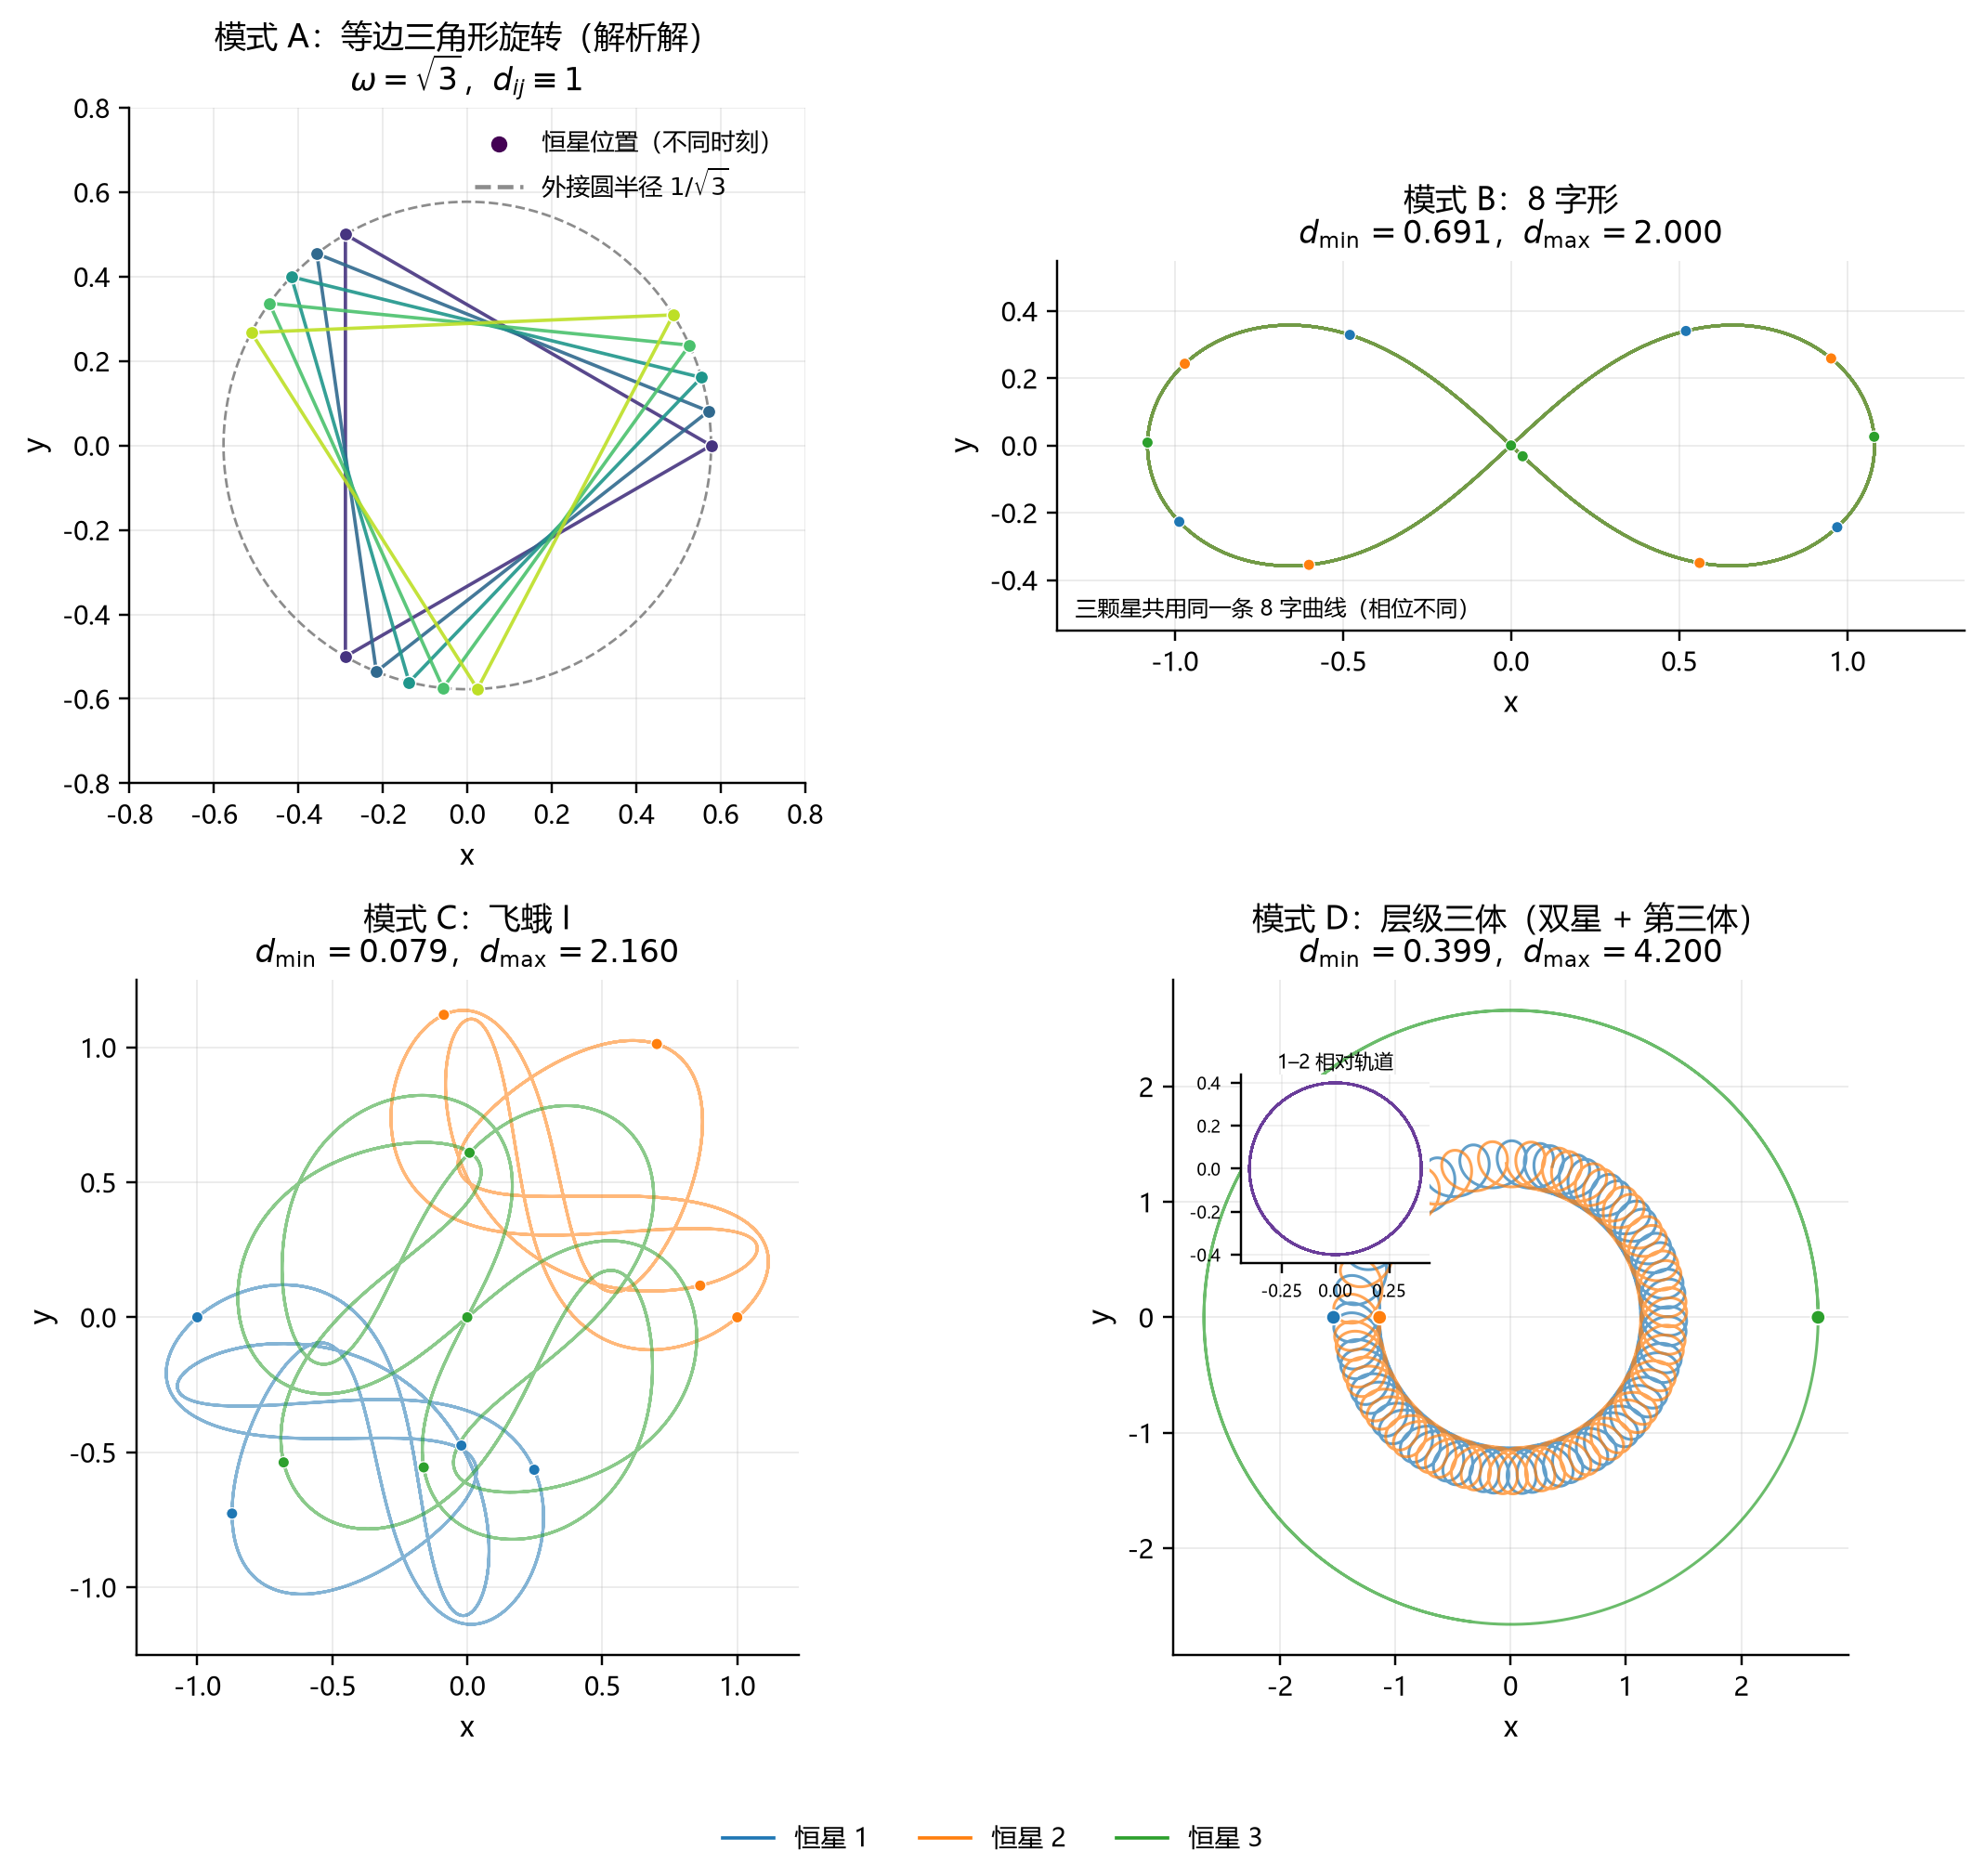 模式 A：等边三角形旋转（解析解）
ω = √3，d_ij ≡ 1
恒星位置（不同时刻）
外接圆半径 1/√3
0.8
0.6
0.4
0.2
0.0
-0.2
-0.4
-0.6
-0.8
y
-0.8 -0.6 -0.4 -0.2 0.0 0.2 0.4 0.6 0.8
x
模式 B：8 字形
d_min = 0.691，d_max = 2.000
0.4
0.2
0.0
-0.2
-0.4
y
三颗星共用同一条 8 字曲线（相位不同）
-1.0 -0.5 0.0 0.5 1.0
x
模式 C：飞蛾 I
d_min = 0.079，d_max = 2.160
1.0
0.5
0.0
-0.5
-1.0
y
-1.0 -0.5 0.0 0.5 1.0
x
模式 D：层级三体（双星 + 第三体）
d_min = 0.399，d_max = 4.200
2
1
0
-1
-2
y
1–2 相对轨道
0.4
0.2
0.0
-0.2
-0.4
-0.25 0.00 0.25
-2 -1 0 1 2
x
恒星 1 恒星 2 恒星 3